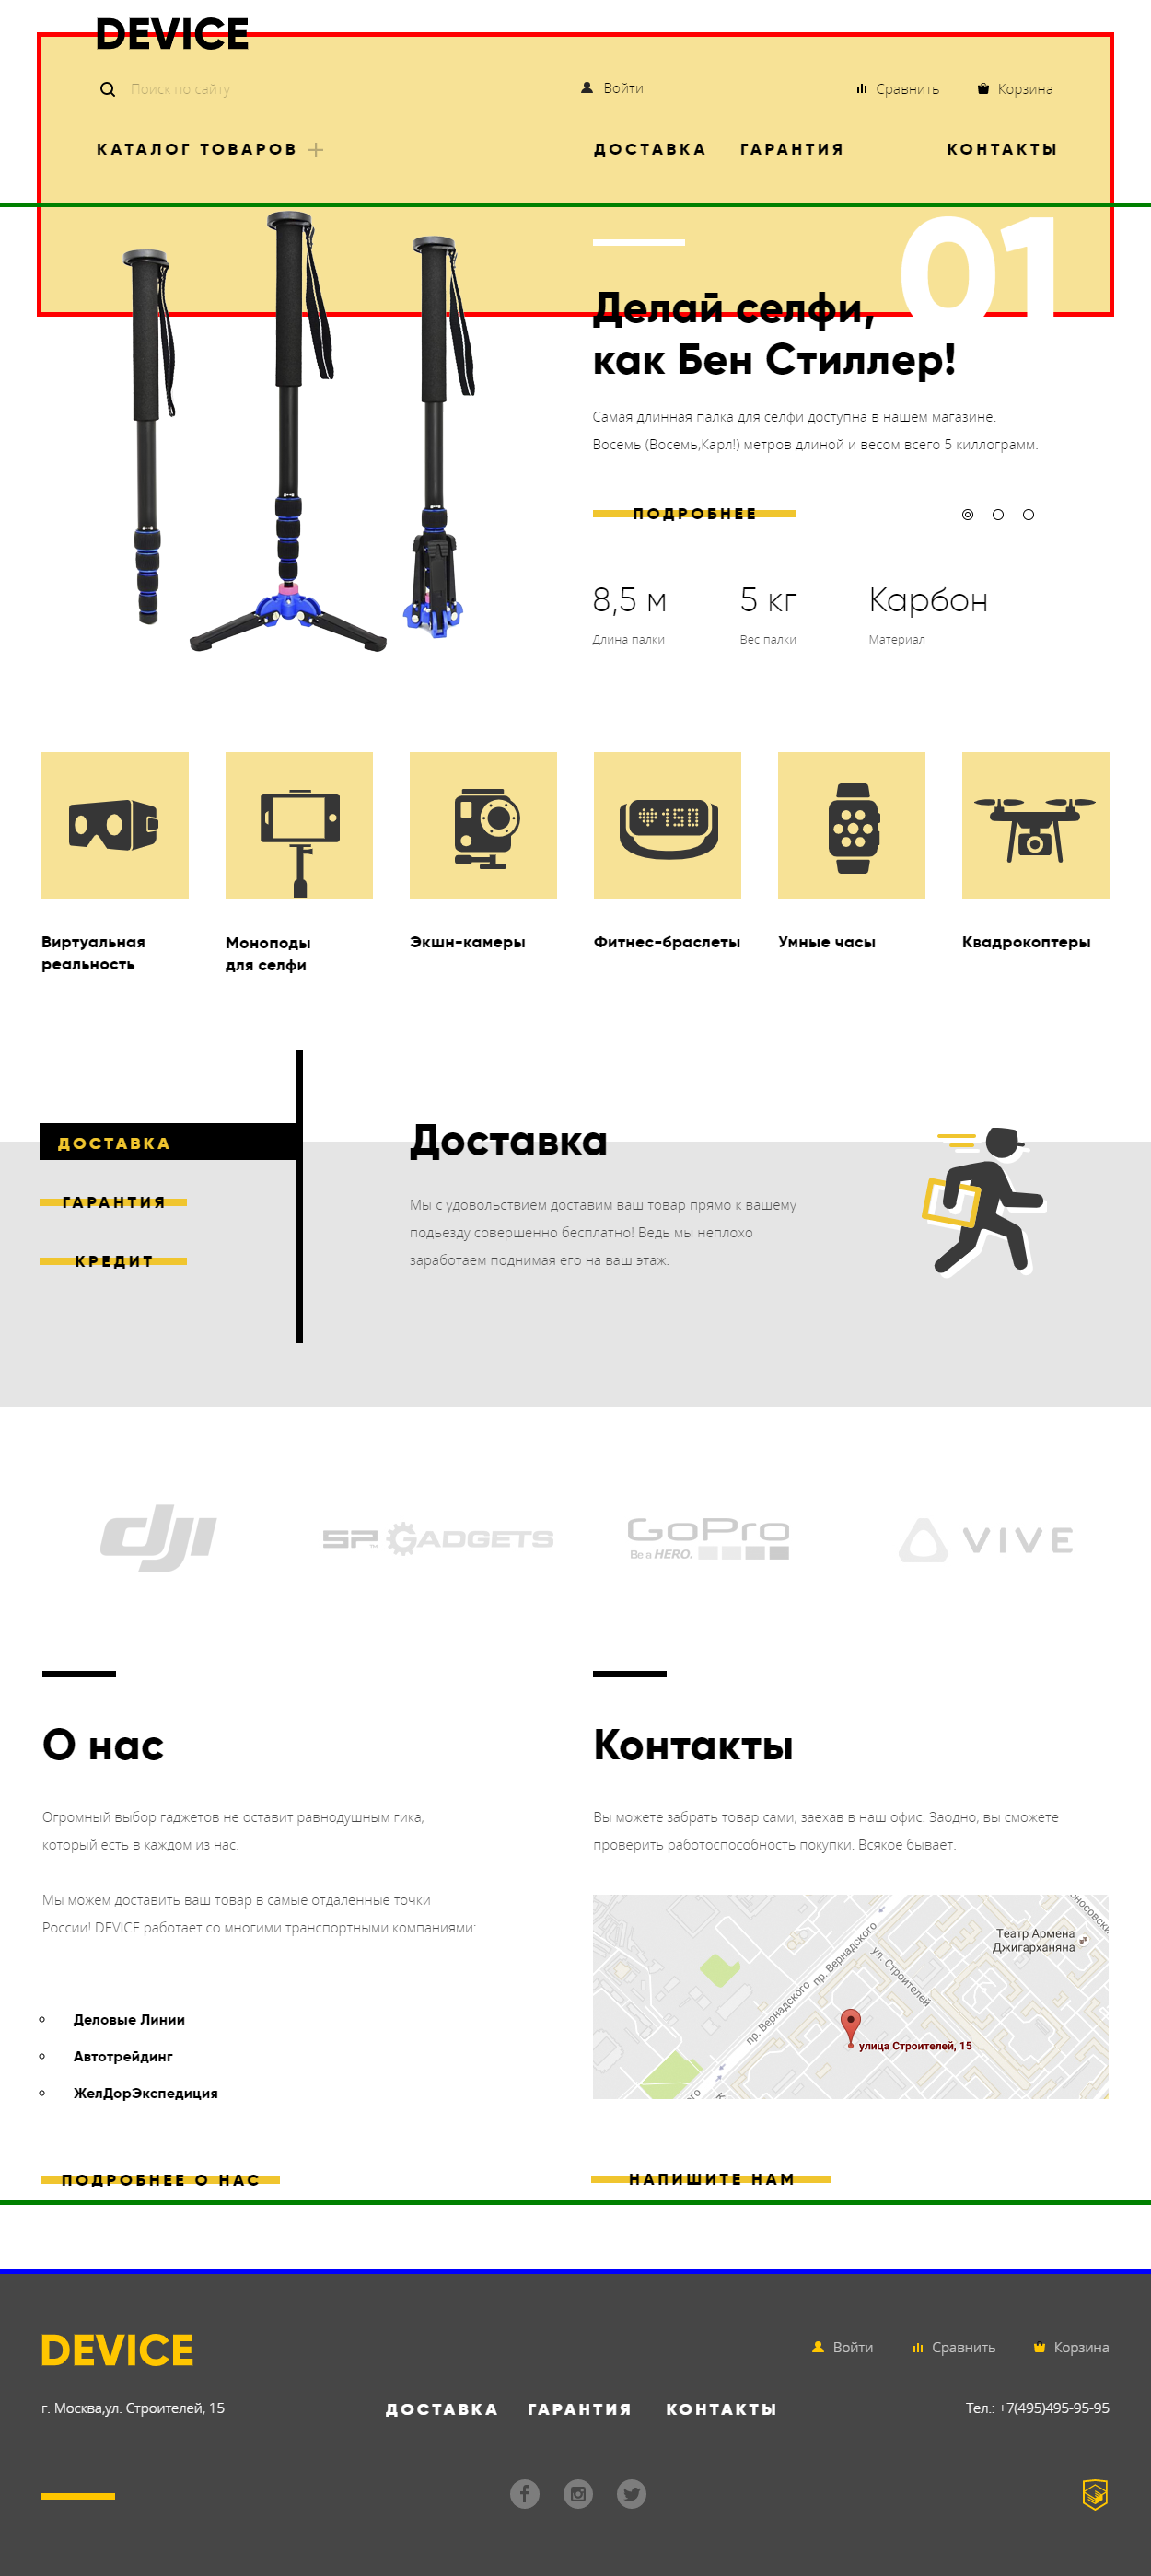 DEVICE
Поиск по сайту
Войти
Сравнить
Корзина
КАТАЛОГ ТОВАРОВ
ДОСТАВКА
ГАРАНТИЯ
КОНТАКТЫ
01
Делай селфи,
как Бен Стиллер!
Самая длинная палка для селфи доступна в нашем магазине.
Восемь (Восемь,Карл!) метров длиной и весом всего 5 киллограмм.
ПОДРОБНЕЕ
8,5 м
5 кг
Карбон
Длина палки
Вес палки
Материал
150
Виртуальная
реальность
Моноподы
для селфи
Экшн-камеры
Фитнес-браслеты
Умные часы
Квадрокоптеры
ДОСТАВКА
ГАРАНТИЯ
КРЕДИТ
Доставка
Мы с удовольствием доставим ваш товар прямо к вашему
подьезду совершенно бесплатно! Ведь мы неплохо
заработаем поднимая его на ваш этаж.
dji
SP GADGETS
GoPro
Be a HERO.
VIVE
О нас
Огромный выбор гаджетов не оставит равнодушным гика,
который есть в каждом из нас.
Мы можем доставить ваш товар в самые отдаленные точки
России! DEVICE работает со многими транспортными компаниями:
Деловые Линии
Автотрейдинг
ЖелДорЭкспедиция
ПОДРОБНЕЕ О НАС
Контакты
Вы можете забрать товар сами, заехав в наш офис. Заодно, вы сможете
проверить работоспособность покупки. Всякое бывает.
Театр Армена
Джигарханяна
пр. Вернадского
ул. Строителей
пр. Вернадского
улица Строителей, 15
НАПИШИТЕ НАМ
DEVICE
Войти
Сравнить
Корзина
г. Москва,ул. Строителей, 15
ДОСТАВКА
ГАРАНТИЯ
КОНТАКТЫ
Тел.: +7(495)495-95-95